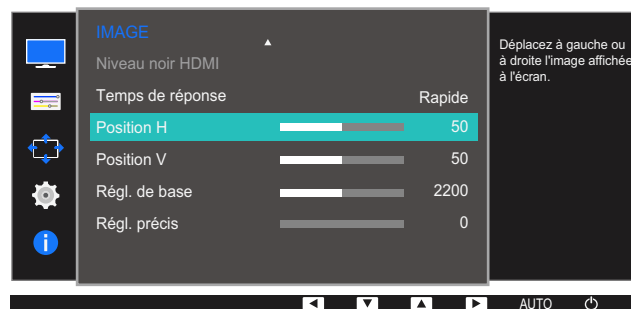 IMAGE
Niveau noir HDMI
Temps de réponse Rapide
Position H 50
Position V 50
Régl. de base 2200
Régl. précis 0
Déplacez à gauche ou
à droite l'image affichée
à l'écran.
AUTO